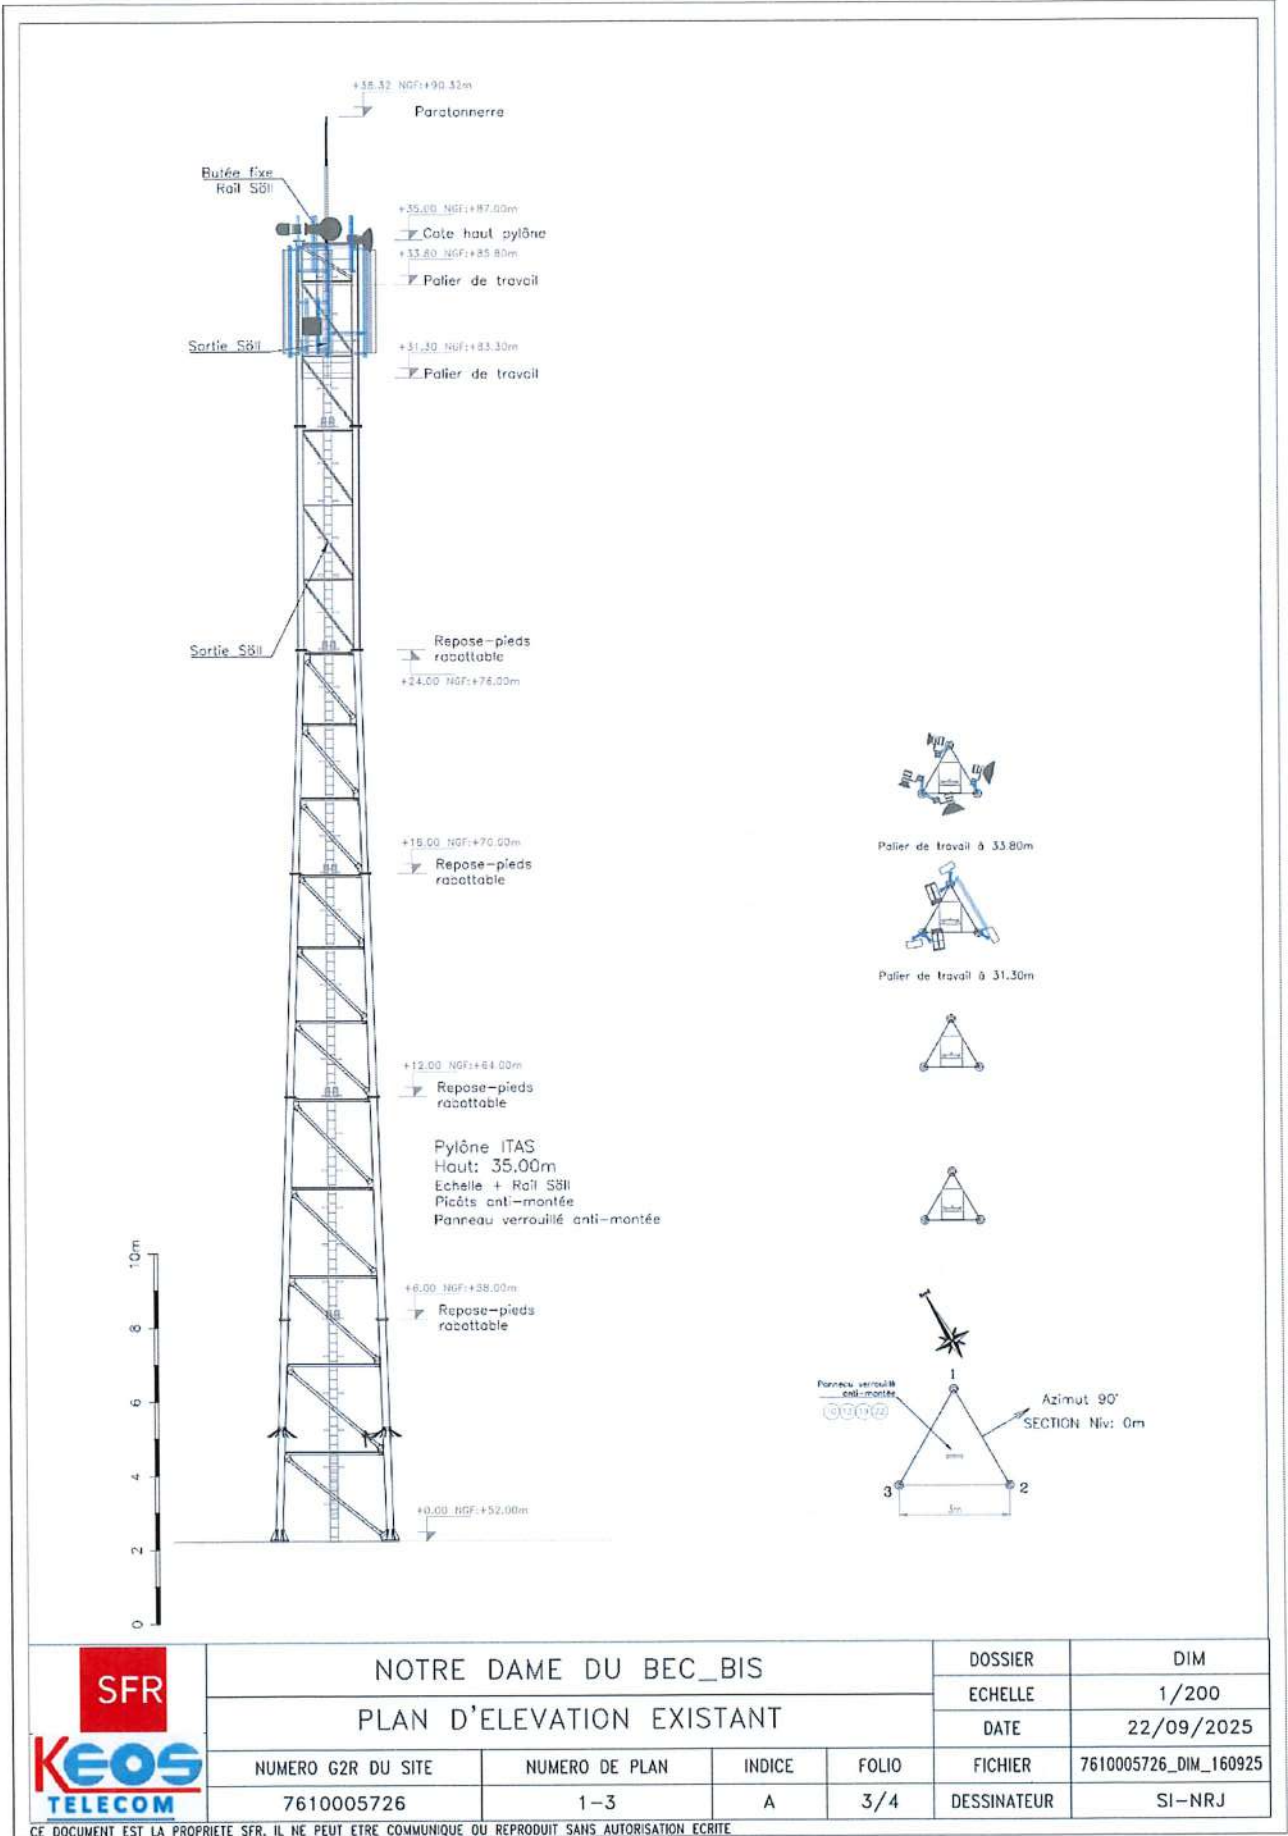 +38.32 NGF:+90.32m
Paratonnerre
Butée fixe
Rail Söll
+35.00 NGF:+87.00m
Cote haut pylône
+33.80 NGF:+85.80m
Palier de travail
Sortie Söll
+31.30 NGF:+83.30m
Palier de travail
Sortie Söll
Repose-pieds
rabattable
+24.00 NGF:+76.00m
+18.00 NGF:+70.00m
Repose-pieds
rabattable
Palier de travail à 33.80m
Palier de travail à 31.30m
+12.00 NGF:+64.00m
Repose-pieds
rabattable
Pylône ITAS
Haut: 35.00m
Echelle + Rail Söll
Picôts anti-montée
Panneau verrouillé anti-montée
+6.00 NGF:+58.00m
Repose-pieds
rabattable
10m
8
6
4
2
0
+0.00 NGF:+52.00m
Panneau verrouillé
anti-montée
1
Azimut 90°
SECTION Niv: 0m
3
2
3m
SFR
KEOS
TELECOM
NOTRE DAME DU BEC_BIS
PLAN D'ELEVATION EXISTANT
DOSSIER DIM
ECHELLE 1/200
DATE 22/09/2025
NUMERO G2R DU SITE NUMERO DE PLAN INDICE FOLIO FICHIER 7610005726_DIM_160925
7610005726 1-3 A 3/4 DESSINATEUR SI-NRJ
CE DOCUMENT EST LA PROPRIETE SFR. IL NE PEUT ETRE COMMUNIQUE OU REPRODUIT SANS AUTORISATION ECRITE